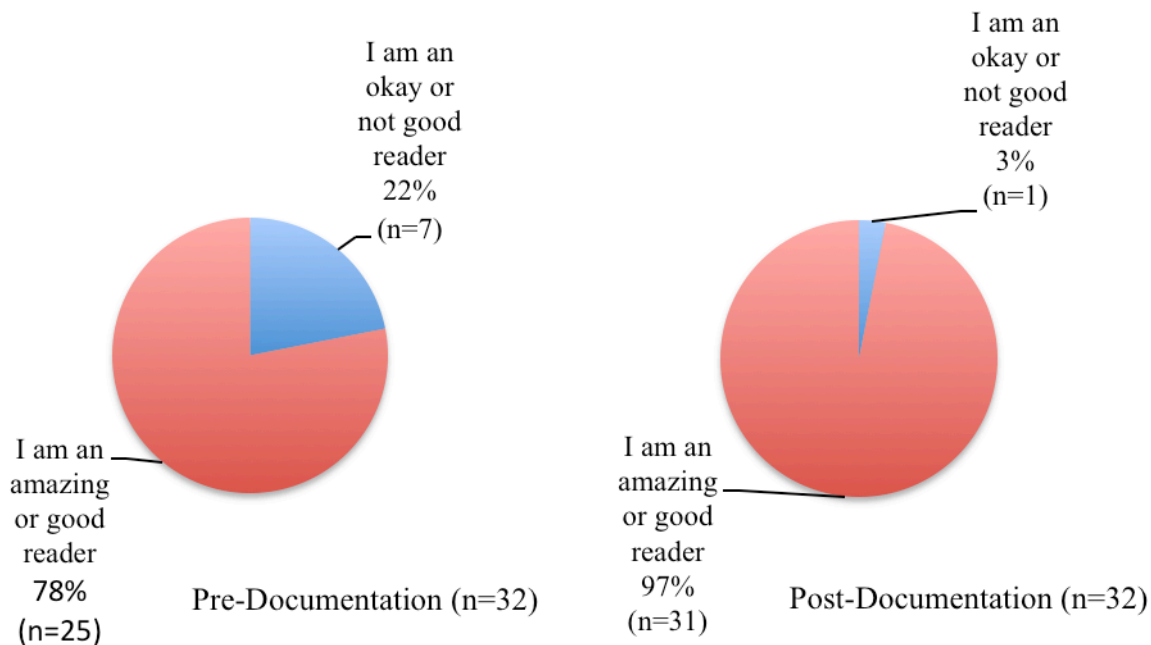 I am an
okay or
not good
reader
22%
(n=7)
I am an
amazing
or good
reader
78%
(n=25)
Pre-Documentation (n=32)
I am an
okay or
not good
reader
3%
(n=1)
I am an
amazing
or good
reader
97%
(n=31)
Post-Documentation (n=32)